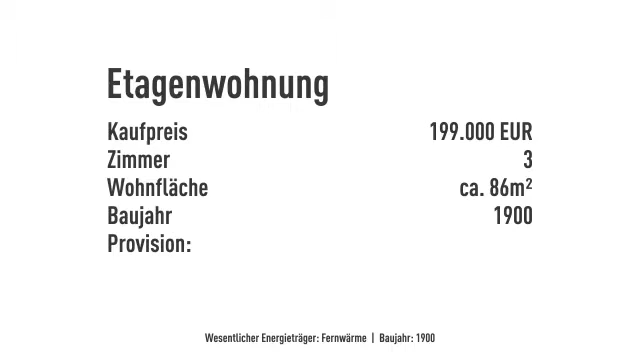 Etagenwohnung
Kaufpreis 199.000 EUR
Zimmer 3
Wohnfläche ca. 86m²
Baujahr 1900
Provision:
Wesentlicher Energieträger: Fernwärme | Baujahr: 1900